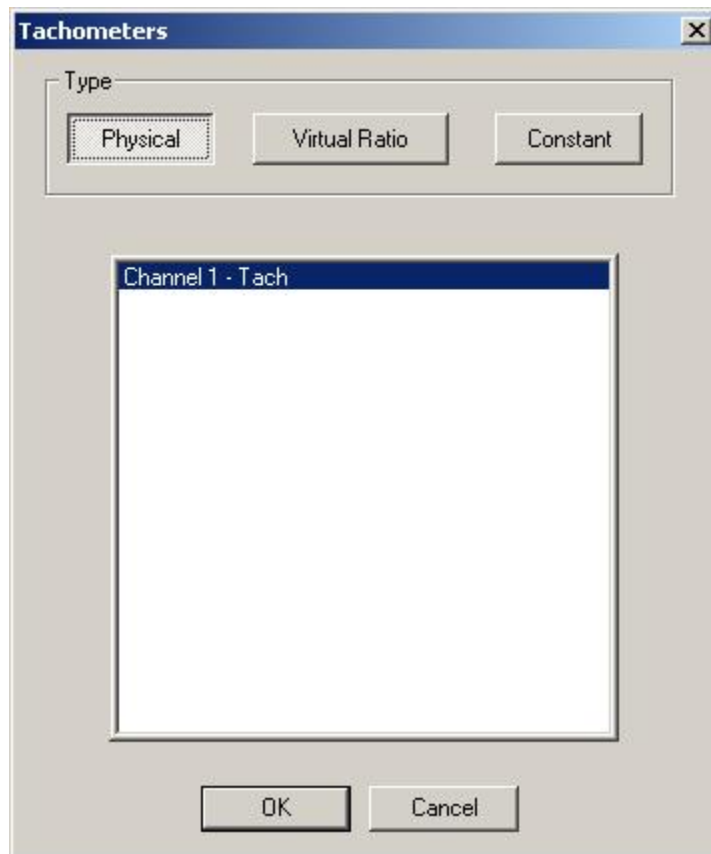 Tachometers
Type
Physical Virtual Ratio Constant
Channel 1 - Tach
OK Cancel